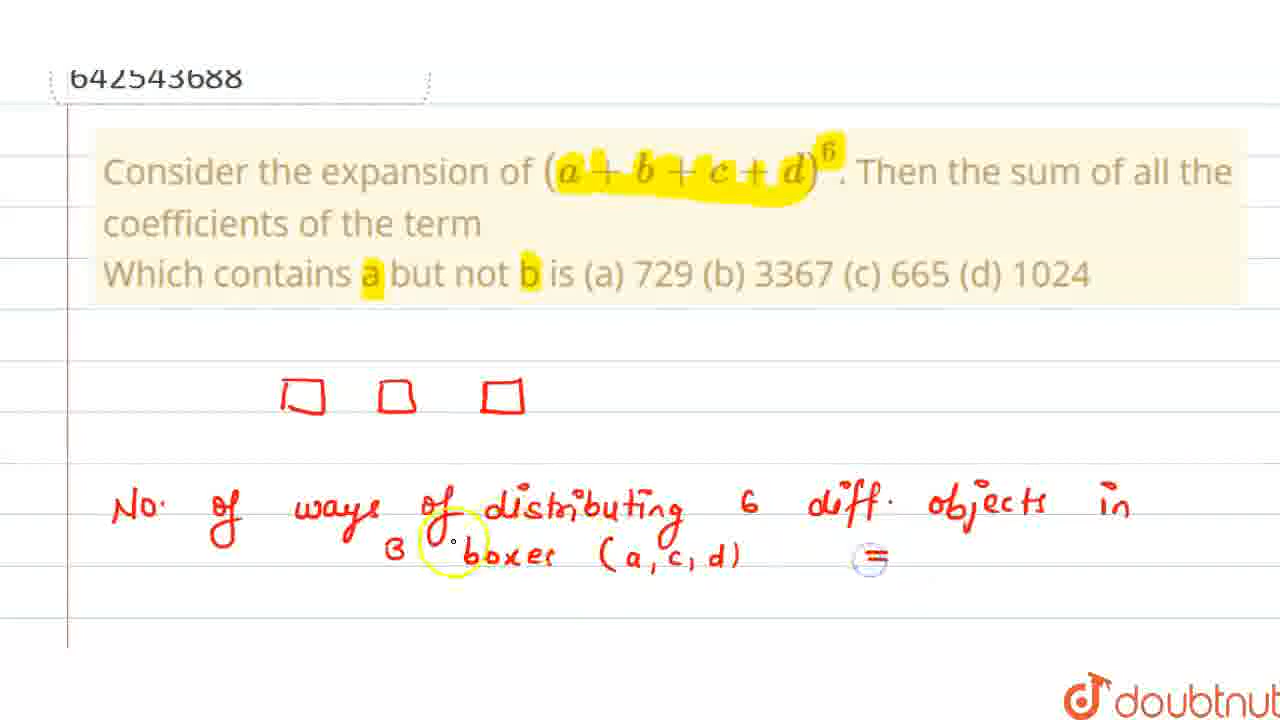 642543688
Consider the expansion of (a + b + c + d)^6. Then the sum of all the
coefficients of the term
Which contains a but not b is (a) 729 (b) 3367 (c) 665 (d) 1024
No. of ways of distributing 6 diff. objects in
3 boxes (a, c, d) =
doubtnut